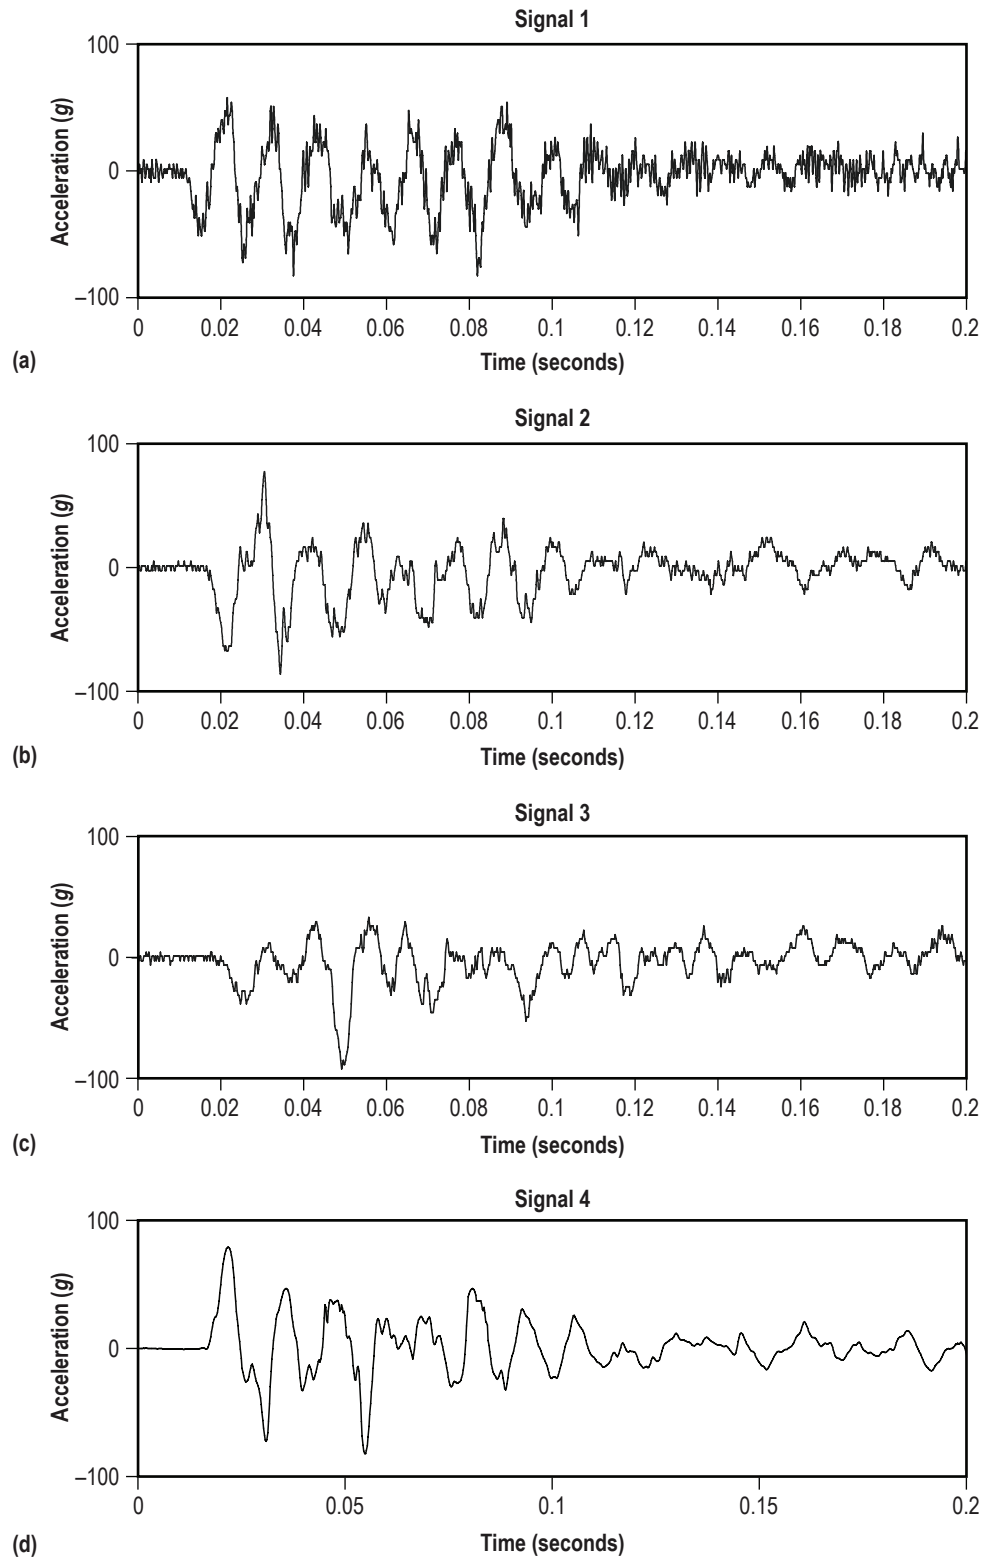 Signal 1
100
0
–100
Acceleration (g)
0 0.02 0.04 0.06 0.08 0.1 0.12 0.14 0.16 0.18 0.2
Time (seconds)
(a)
Signal 2
100
0
–100
Acceleration (g)
0 0.02 0.04 0.06 0.08 0.1 0.12 0.14 0.16 0.18 0.2
Time (seconds)
(b)
Signal 3
100
0
–100
Acceleration (g)
0 0.02 0.04 0.06 0.08 0.1 0.12 0.14 0.16 0.18 0.2
Time (seconds)
(c)
Signal 4
100
0
–100
Acceleration (g)
0 0.05 0.1 0.15 0.2
Time (seconds)
(d)